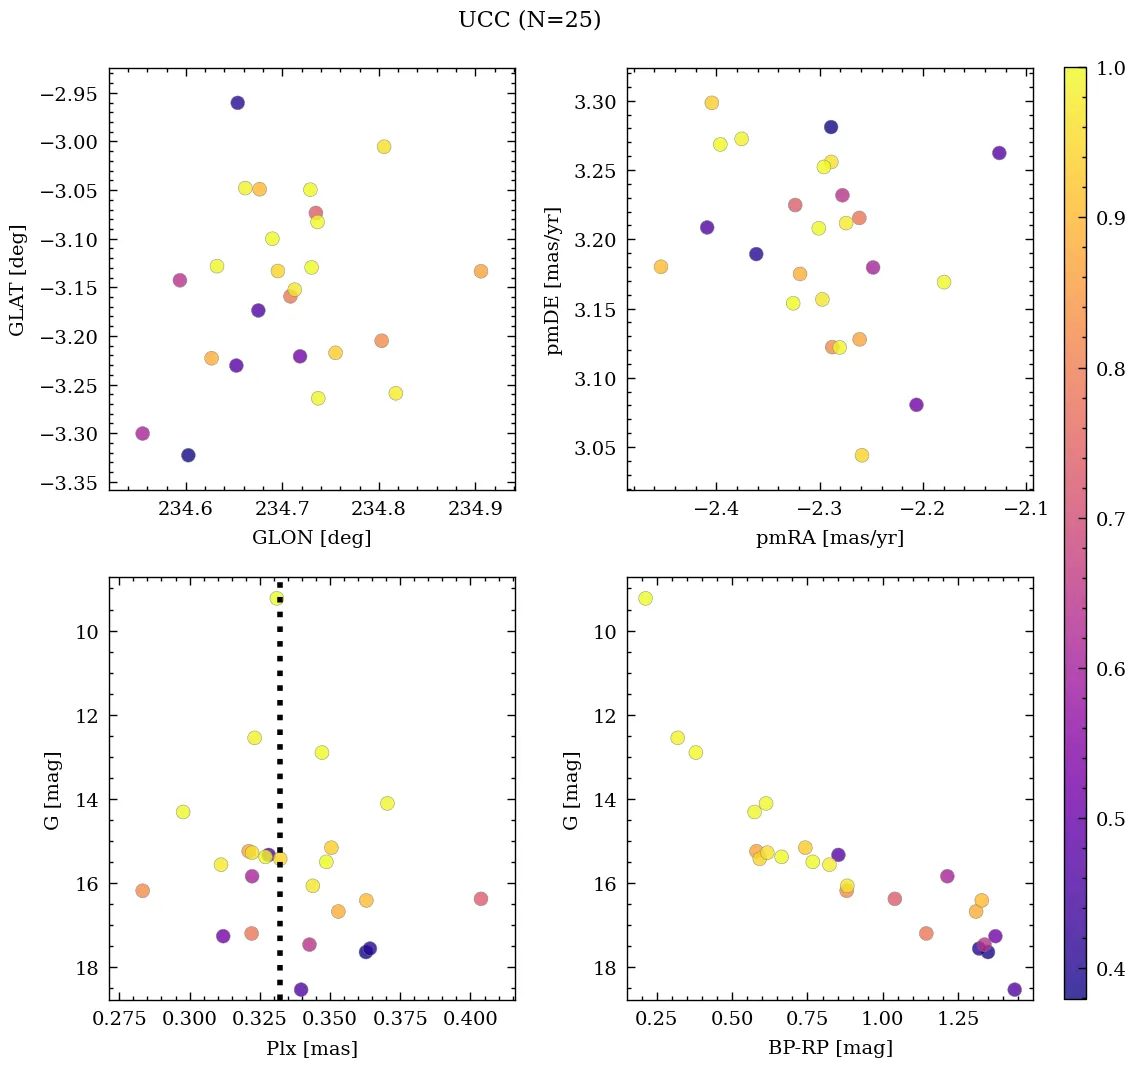 UCC (N=25)
−2.95
−3.00
−3.05
−3.10
−3.15
−3.20
−3.25
−3.30
−3.35
GLAT [deg]
234.6 234.7 234.8 234.9
GLON [deg]
3.30
3.25
3.20
3.15
3.10
3.05
pmDE [mas/yr]
−2.4 −2.3 −2.2 −2.1
pmRA [mas/yr]
10
12
14
16
18
G [mag]
0.275 0.300 0.325 0.350 0.375 0.400
Plx [mas]
10
12
14
16
18
G [mag]
0.25 0.50 0.75 1.00 1.25
BP-RP [mag]
1.0
0.9
0.8
0.7
0.6
0.5
0.4